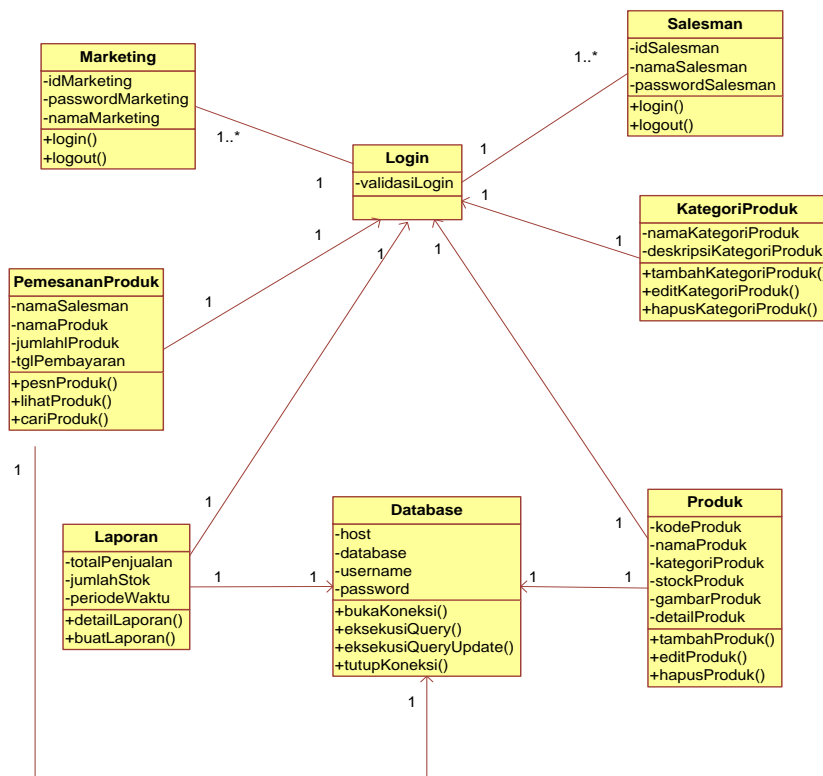 Salesman
-idSalesman
-namaSalesman
-passwordSalesman
+login()
+logout()
1..*
1
Marketing
-idMarketing
-passwordMarketing
-namaMarketing
+login()
+logout()
1..*
1
Login
-validasiLogin
1
1
KategoriProduk
-namaKategoriProduk
-deskripsiKategoriProduk
+tambahKategoriProduk()
+editKategoriProduk()
+hapusKategoriProduk()
1
1
1
1
PemesananProduk
-namaSalesman
-namaProduk
-jumlahlProduk
-tglPembayaran
+pesnProduk()
+lihatProduk()
+cariProduk()
1
1
1
Laporan
-totalPenjualan
-jumlahStok
-periodeWaktu
+detailLaporan()
+buatLaporan()
1
1
Database
-host
-database
-username
-password
+bukaKoneksi()
+eksekusiQuery()
+eksekusiQueryUpdate()
+tutupKoneksi()
1
1
1
Produk
-kodeProduk
-namaProduk
-kategoriProduk
-stockProduk
-gambarProduk
-detailProduk
+tambahProduk()
+editProduk()
+hapusProduk()
1